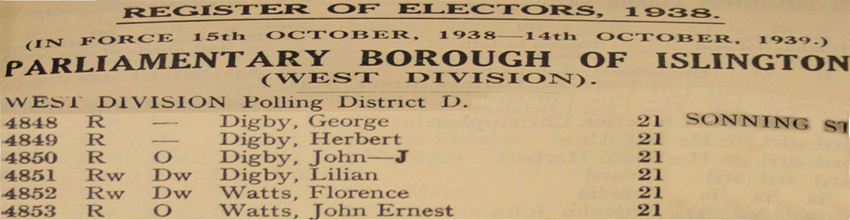 REGISTER OF ELECTORS, 1938.
(IN FORCE 15th OCTOBER, 1938—14th OCTOBER, 1939.)
PARLIAMENTARY BOROUGH OF ISLINGTON
(WEST DIVISION).
WEST DIVISION Polling District D.
4848 R — Digby, George 21 SONNING ST
4849 R — Digby, Herbert 21
4850 R O Digby, John—J 21
4851 Rw Dw Digby, Lilian 21
4852 Rw Dw Watts, Florence 21
4853 R O Watts, John Ernest 21